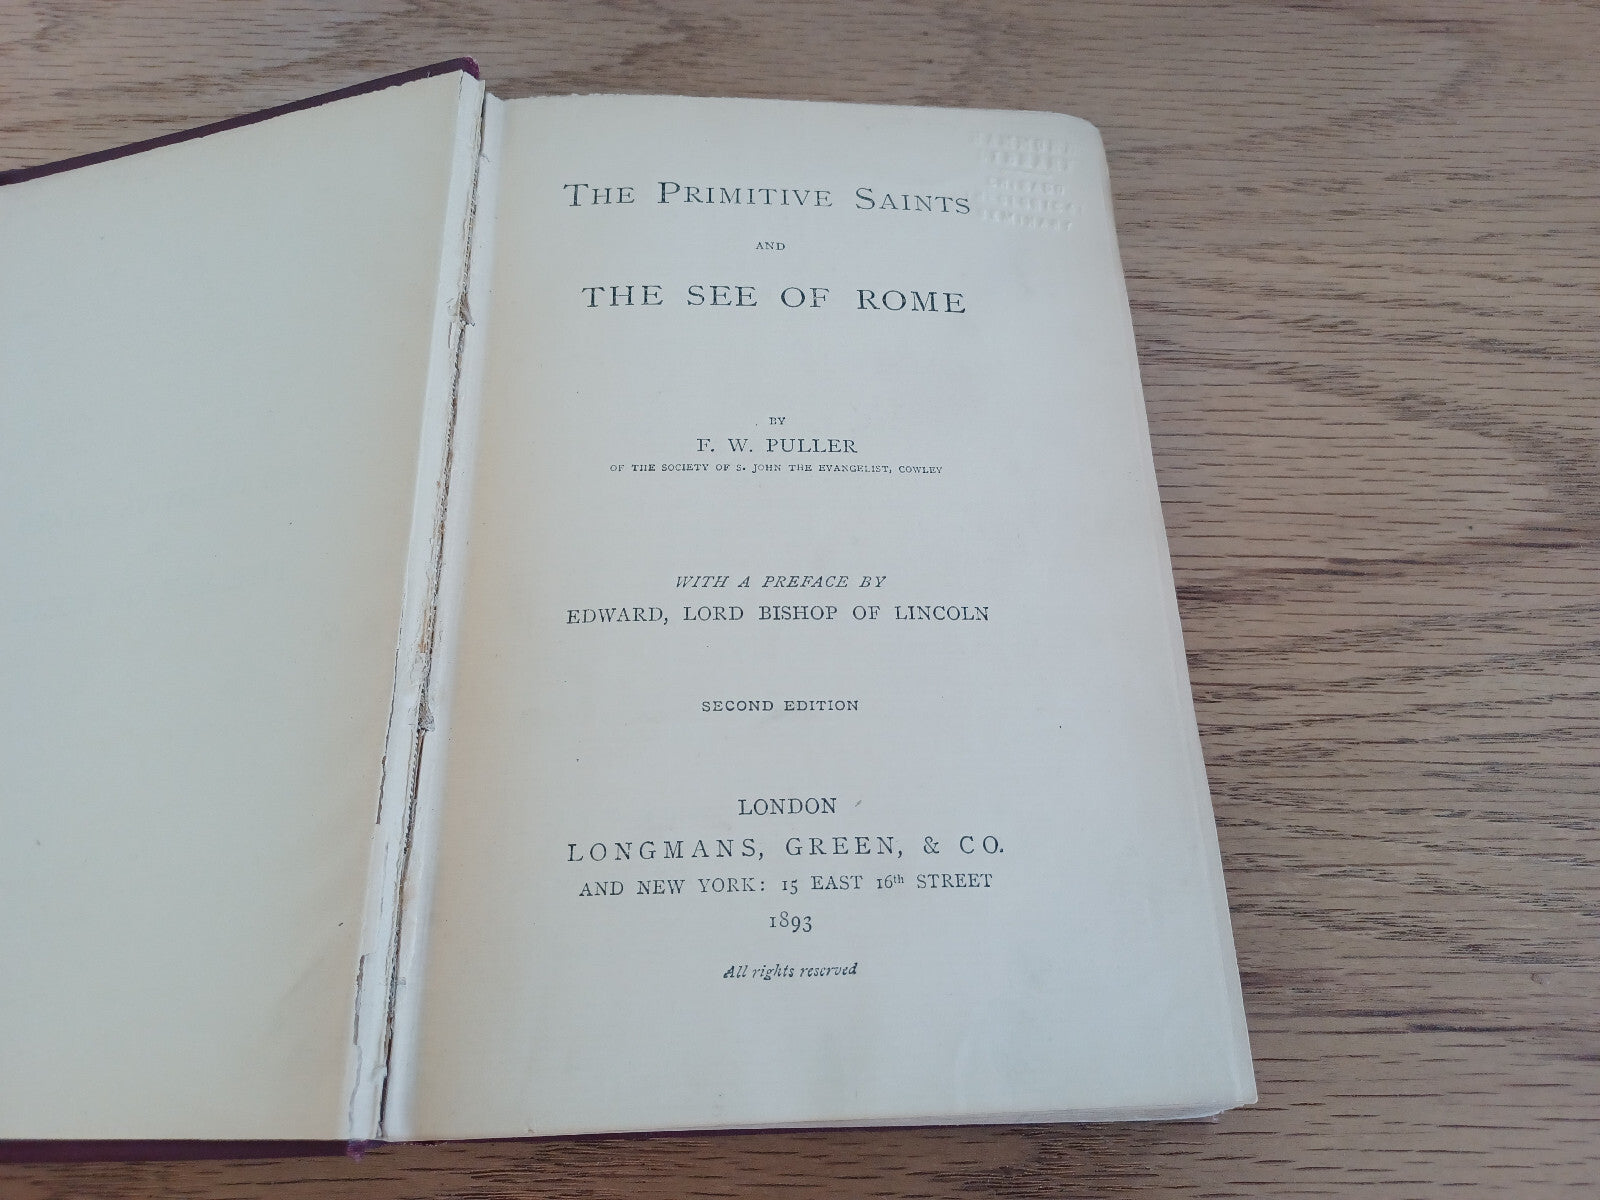 THE PRIMITIVE SAINTS
AND
THE SEE OF ROME
BY
F. W. PULLER
OF THE SOCIETY OF S. JOHN THE EVANGELIST, COWLEY
WITH A PREFACE BY
EDWARD, LORD BISHOP OF LINCOLN
SECOND EDITION
LONDON
LONGMANS, GREEN, & CO.
AND NEW YORK: 15 EAST 16th STREET
1893
All rights reserved